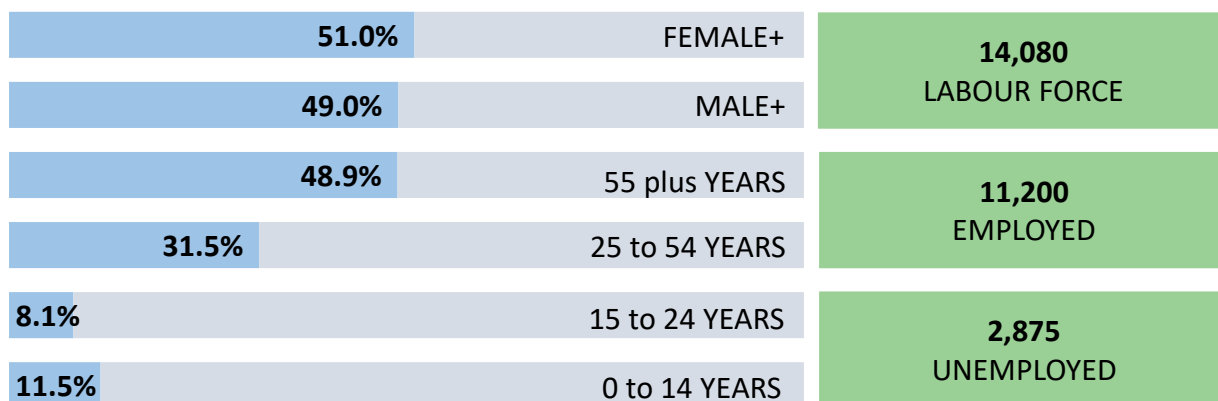 51.0% FEMALE+
49.0% MALE+
48.9% 55 plus YEARS
31.5% 25 to 54 YEARS
8.1% 15 to 24 YEARS
11.5% 0 to 14 YEARS
14,080
LABOUR FORCE
11,200
EMPLOYED
2,875
UNEMPLOYED